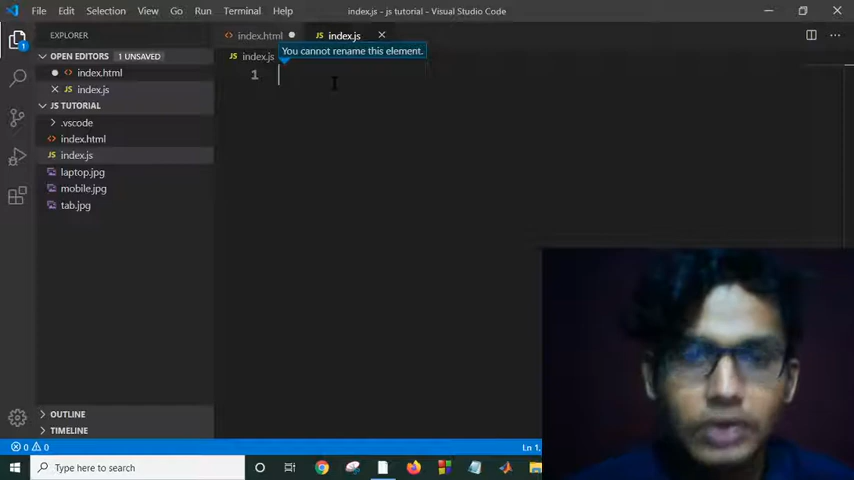 File Edit Selection View Go Run Terminal Help index.js - js tutorial - Visual Studio Code
EXPLORER
index.html index.js
OPEN EDITORS 1 UNSAVED
You cannot rename this element.
index.js
1
index.html
index.js
JS TUTORIAL
.vscode
index.html
index.js
laptop.jpg
mobile.jpg
tab.jpg
OUTLINE
TIMELINE
0 0
Ln 1,
Type here to search